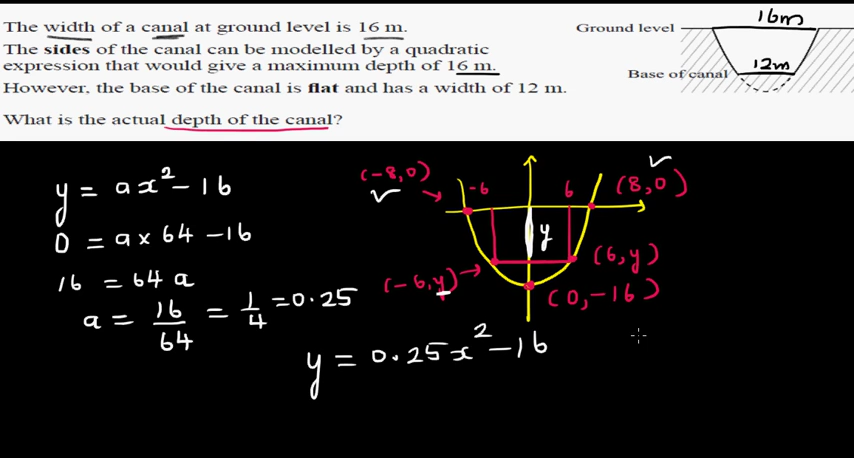 The width of a canal at ground level is 16 m.
The sides of the canal can be modelled by a quadratic
expression that would give a maximum depth of 16 m.
However, the base of the canal is flat and has a width of 12 m.
What is the actual depth of the canal?
16m
Ground level
12m
Base of canal
y = ax² - 16
0 = a x 64 - 16
16 = 64 a
a = 16/64 = 1/4 = 0.25
(-8,0)
-6
6
(8,0)
y
(6,y)
(-6,y)
(0,-16)
y = 0.25x² - 16